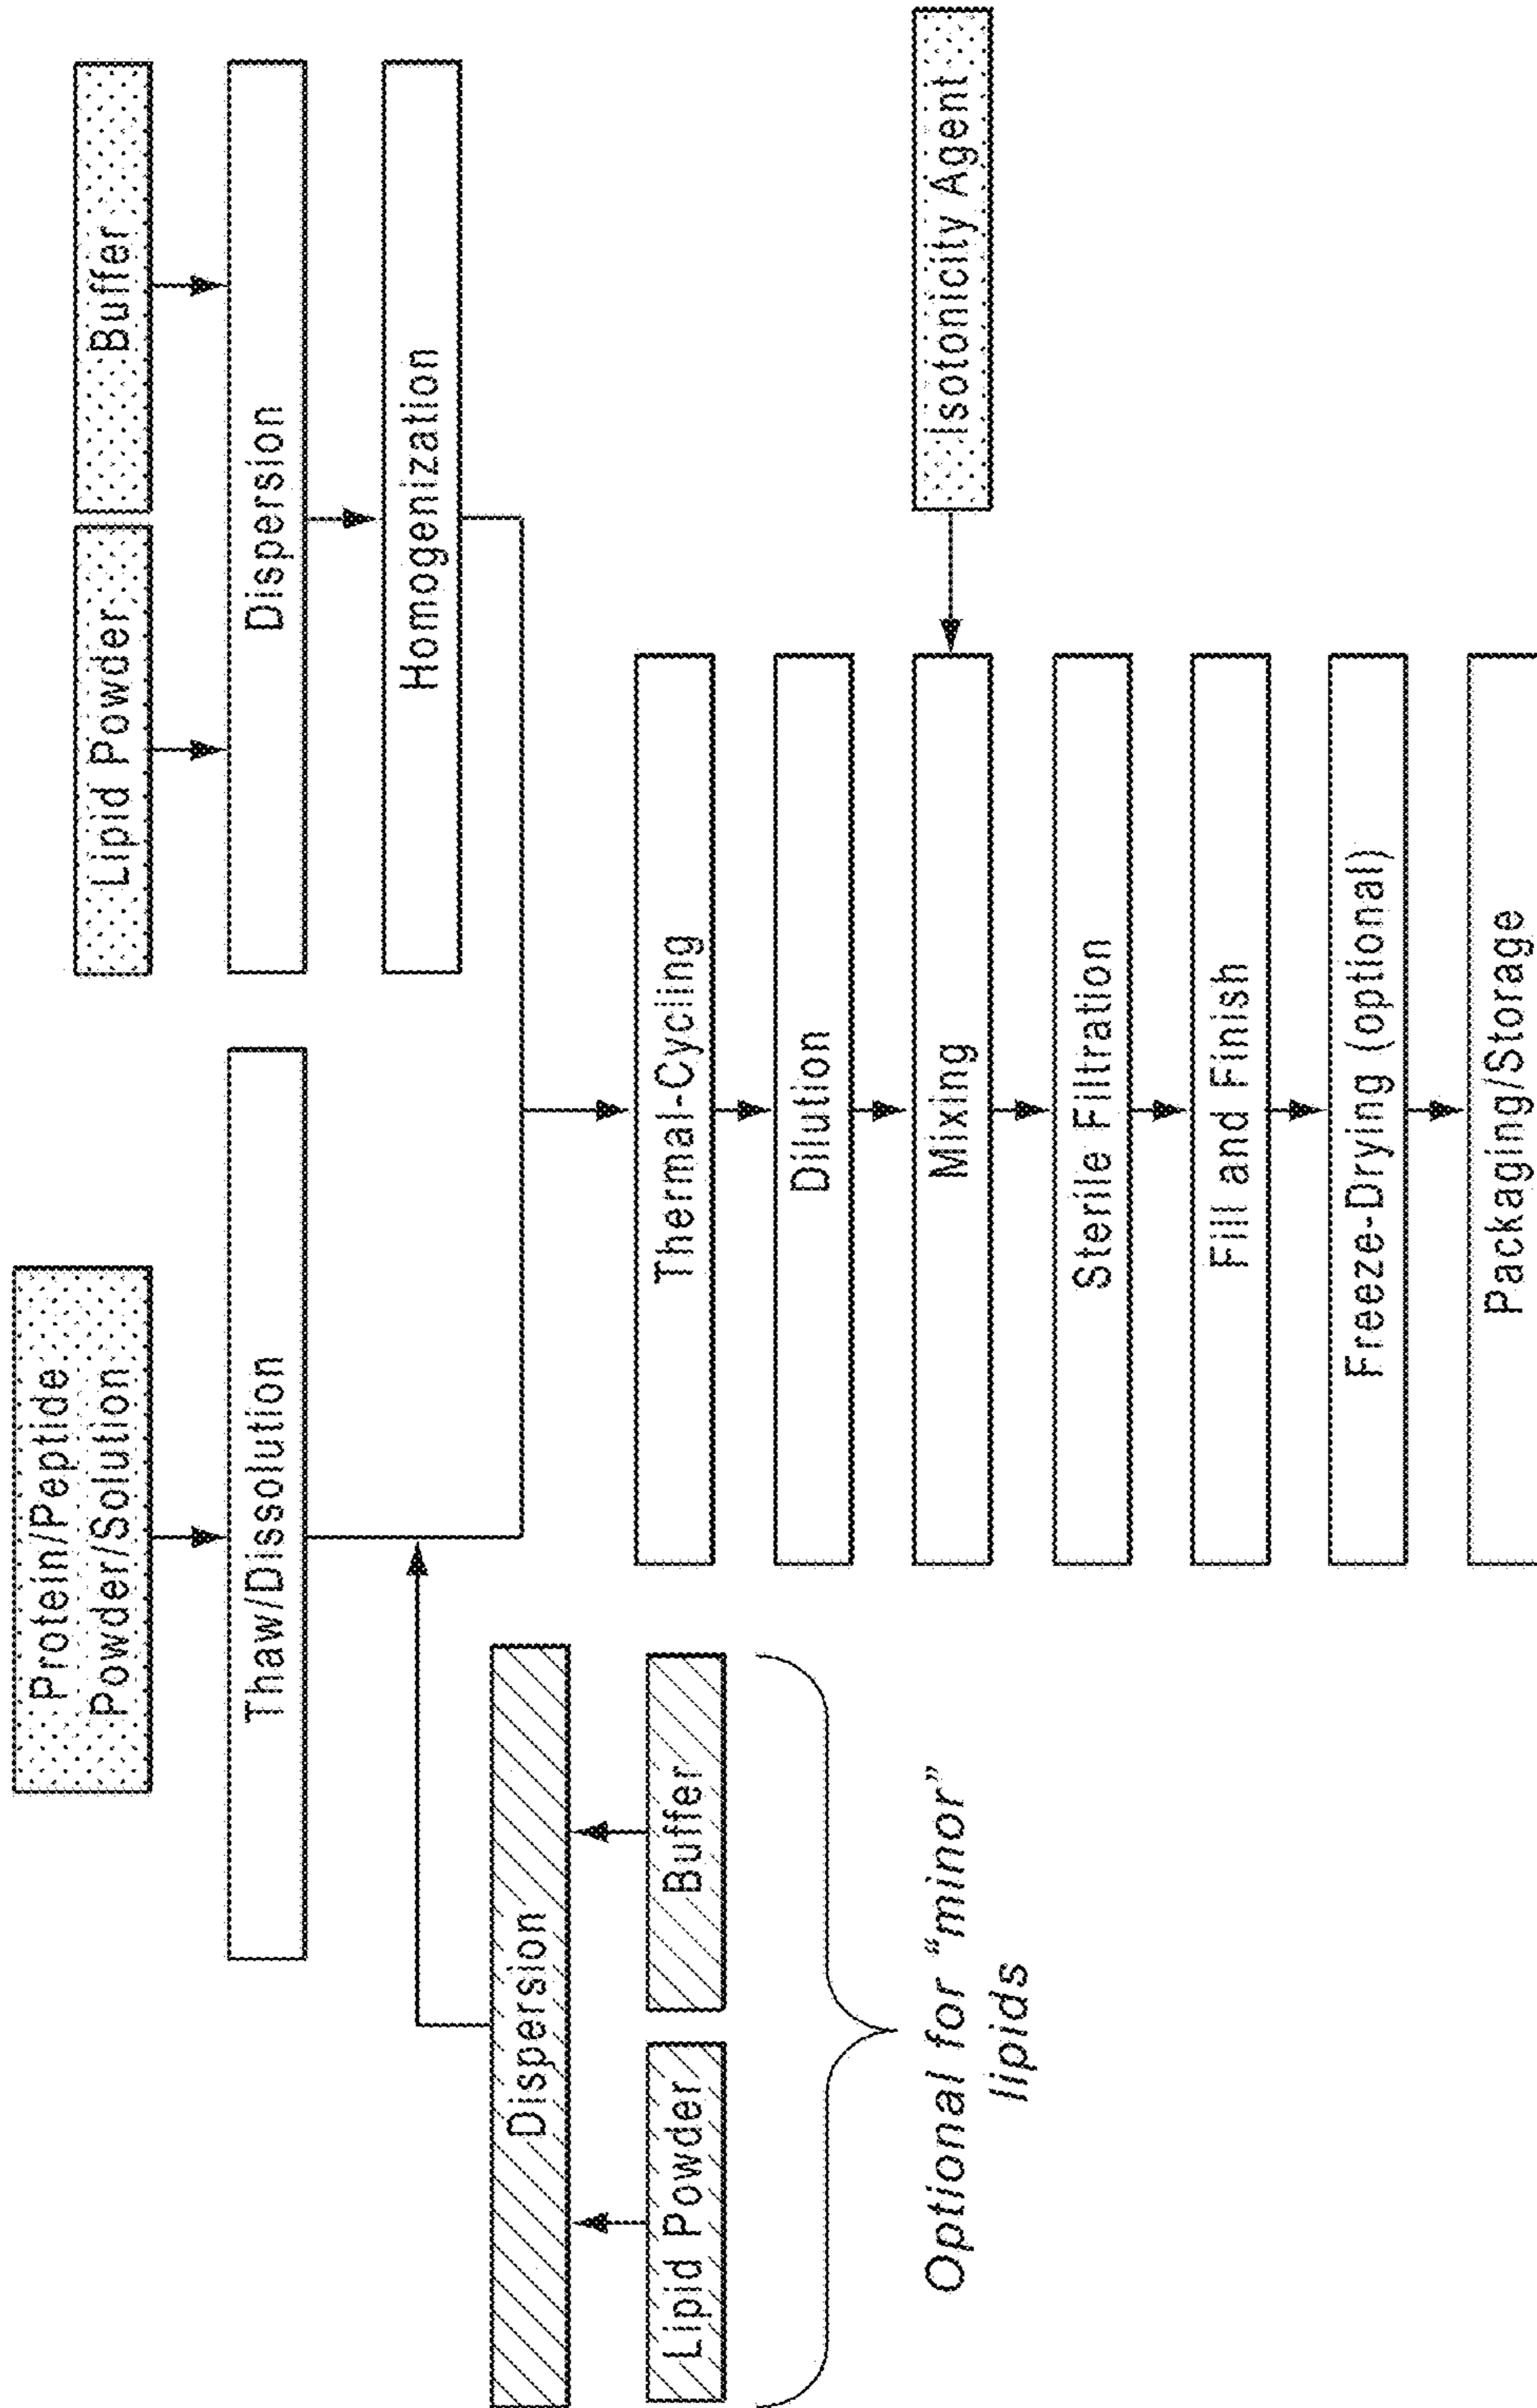 Protein/Peptide
Powder/Solution
Lipid Powder
Buffer
Thaw/Dissolution
Dispersion
Homogenization
Dispersion
Lipid Powder
Buffer
Optional for “minor”
lipids
Thermal-Cycling
Dilution
Mixing
Isotonicity Agent
Sterile Filtration
Fill and Finish
Freeze-Drying (optional)
Packaging/Storage